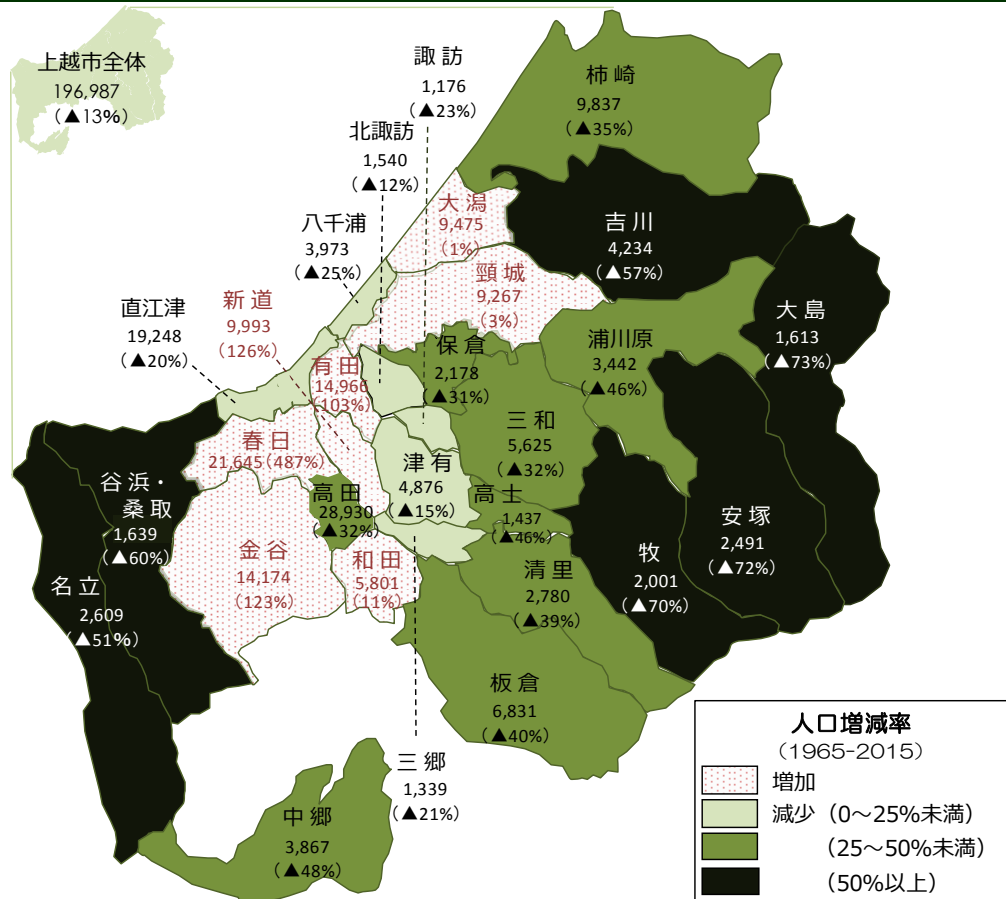 上越市全体
196,987
(▲13%)
諏訪
1,176
(▲23%)
北諏訪
1,540
(▲12%)
八千浦
3,973
(▲25%)
直江津
19,248
(▲20%)
新道
9,993
(126%)
柿崎
9,837
(▲35%)
大潟
9,475
(1%)
吉川
4,234
(▲57%)
頸城
9,267
(3%)
大島
1,613
(▲73%)
浦川原
3,442
(▲46%)
保倉
2,178
(▲31%)
有田
14,966
(103%)
三和
5,625
(▲32%)
春日
21,645(487%)
津有
4,876
(▲15%)
高田
28,930
(▲32%)
高士
1,437
(▲46%)
谷浜・
桑取
1,639
(▲60%)
名立
2,609
(▲51%)
金谷
14,174
(123%)
和田
5,801
(11%)
清里
2,780
(▲39%)
牧
2,001
(▲70%)
安塚
2,491
(▲72%)
板倉
6,831
(▲40%)
三郷
1,339
(▲21%)
中郷
3,867
(▲48%)
人口増減率
(1965-2015)
増加
減少 (0～25%未満)
(25～50%未満)
(50%以上)